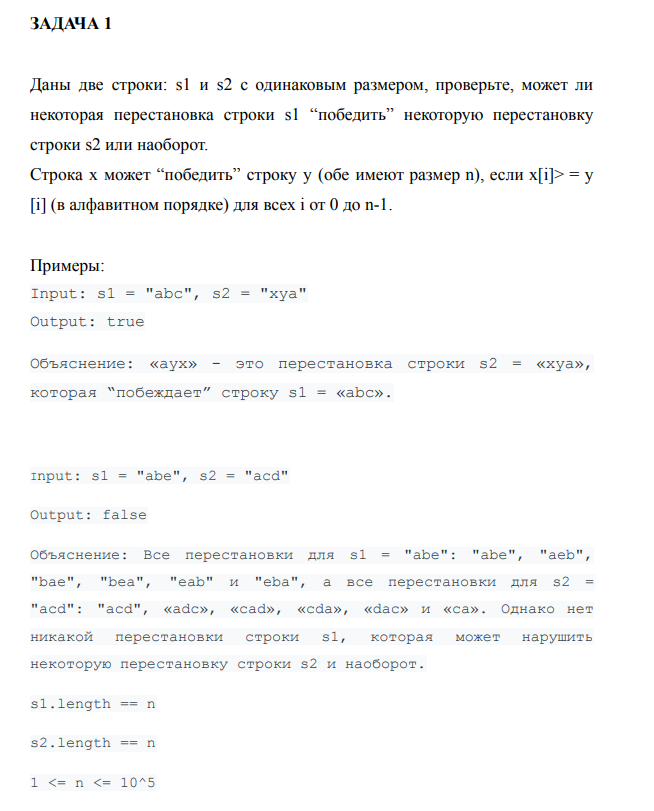 ЗАДАЧА 1
Даны две строки: s1 и s2 с одинаковым размером, проверьте, может ли
некоторая перестановка строки s1 “победить” некоторую перестановку
строки s2 или наоборот.
Строка x может “победить” строку y (обе имеют размер n), если x[i]> = y
[i] (в алфавитном порядке) для всех i от 0 до n-1.
Примеры:
Input: s1 = "abc", s2 = "xya"
Output: true
Объяснение: «ayx» - это перестановка строки s2 = «xya»,
которая “побеждает” строку s1 = «abc».
Input: s1 = "abe", s2 = "acd"
Output: false
Объяснение: Все перестановки для s1 = "abe": "abe", "aeb",
"bae", "bea", "eab" и "eba", а все перестановки для s2 =
"acd": "acd", «adc», «cad», «cda», «dac» и «ca». Однако нет
никакой перестановки строки s1, которая может нарушить
некоторую перестановку строки s2 и наоборот.
s1.length == n
s2.length == n
1 <= n <= 10^5